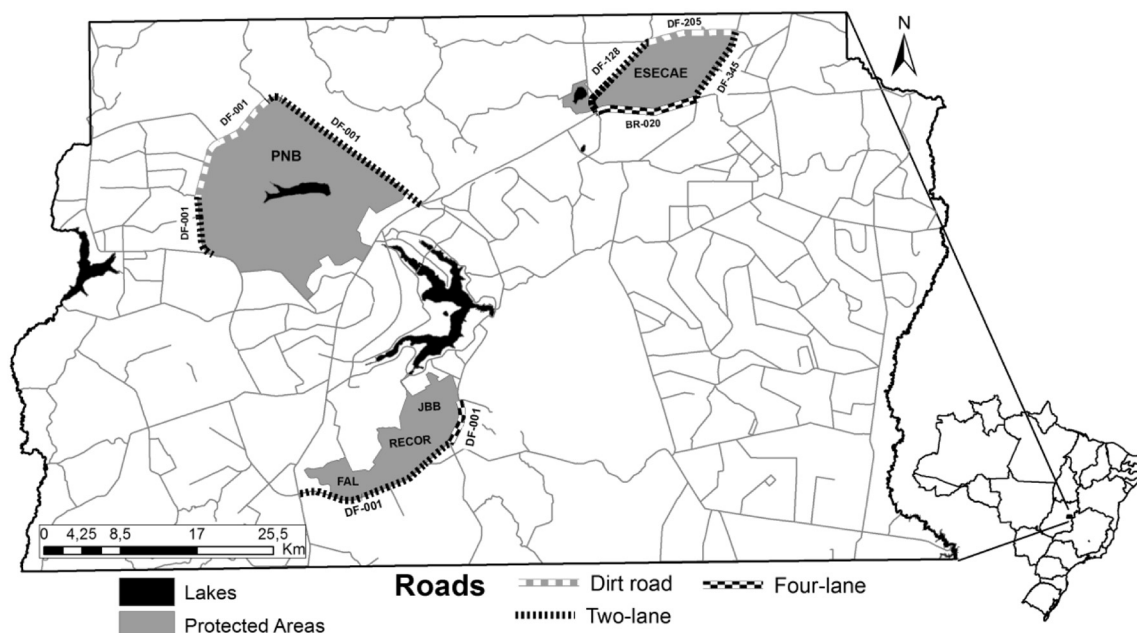 N
DF-205
DF-128
ESECAE
DF-345
BR-020
DF-001
DF-001
PNB
DF-001
JBB
DF-001
RECOR
FAL
DF-001
0 4,25 8,5 17 25,5
Km
Roads
Lakes
Protected Areas
Dirt road
Two-lane
Four-lane